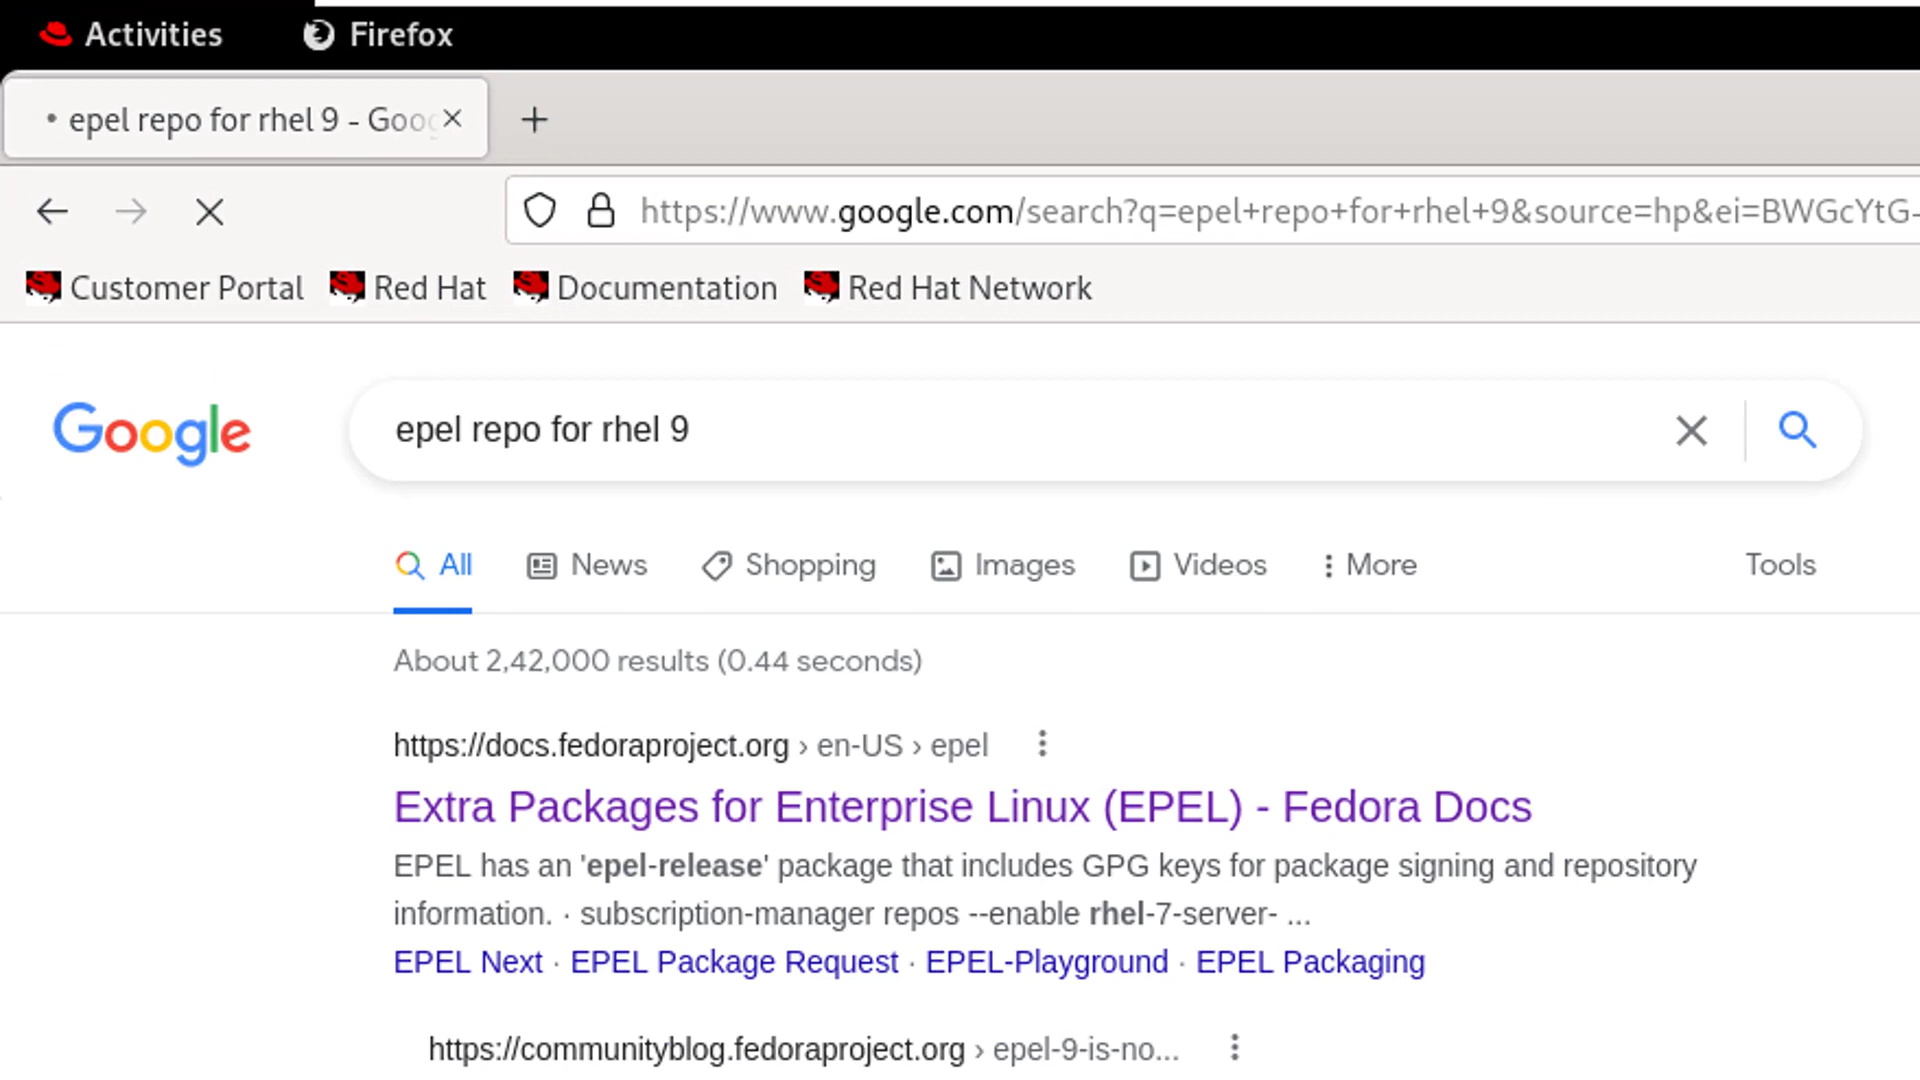 Activities Firefox
• epel repo for rhel 9 - Goog
https://www.google.com/search?q=epel+repo+for+rhel+9&source=hp&ei=BWGcYtG-
Customer Portal Red Hat Documentation Red Hat Network
Google epel repo for rhel 9
All News Shopping Images Videos More Tools
About 2,42,000 results (0.44 seconds)
https://docs.fedoraproject.org › en-US › epel
Extra Packages for Enterprise Linux (EPEL) - Fedora Docs
EPEL has an 'epel-release' package that includes GPG keys for package signing and repository
information. · subscription-manager repos --enable rhel-7-server- ...
EPEL Next · EPEL Package Request · EPEL-Playground · EPEL Packaging
https://communityblog.fedoraproject.org › epel-9-is-no...